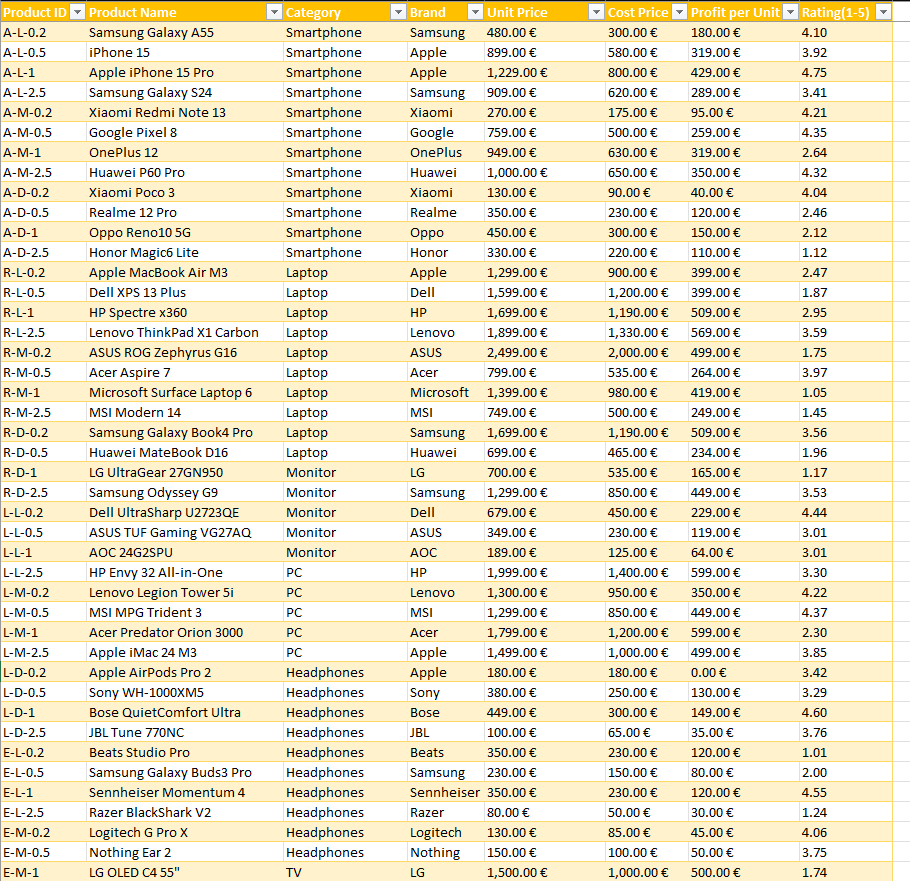 Product ID Product Name Category Brand Unit Price Cost Price Profit per Unit Rating(1-5)
A-L-0.2 Samsung Galaxy A55 Smartphone Samsung 480.00 € 300.00 € 180.00 € 4.10
A-L-0.5 iPhone 15 Smartphone Apple 899.00 € 580.00 € 319.00 € 3.92
A-L-1 Apple iPhone 15 Pro Smartphone Apple 1,229.00 € 800.00 € 429.00 € 4.75
A-L-2.5 Samsung Galaxy S24 Smartphone Samsung 909.00 € 620.00 € 289.00 € 3.41
A-M-0.2 Xiaomi Redmi Note 13 Smartphone Xiaomi 270.00 € 175.00 € 95.00 € 4.21
A-M-0.5 Google Pixel 8 Smartphone Google 759.00 € 500.00 € 259.00 € 4.35
A-M-1 OnePlus 12 Smartphone OnePlus 949.00 € 630.00 € 319.00 € 2.64
A-M-2.5 Huawei P60 Pro Smartphone Huawei 1,000.00 € 650.00 € 350.00 € 4.32
A-D-0.2 Xiaomi Poco 3 Smartphone Xiaomi 130.00 € 90.00 € 40.00 € 4.04
A-D-0.5 Realme 12 Pro Smartphone Realme 350.00 € 230.00 € 120.00 € 2.46
A-D-1 Oppo Reno10 5G Smartphone Oppo 450.00 € 300.00 € 150.00 € 2.12
A-D-2.5 Honor Magic6 Lite Smartphone Honor 330.00 € 220.00 € 110.00 € 1.12
R-L-0.2 Apple MacBook Air M3 Laptop Apple 1,299.00 € 900.00 € 399.00 € 2.47
R-L-0.5 Dell XPS 13 Plus Laptop Dell 1,599.00 € 1,200.00 € 399.00 € 1.87
R-L-1 HP Spectre x360 Laptop HP 1,699.00 € 1,190.00 € 509.00 € 2.95
R-L-2.5 Lenovo ThinkPad X1 Carbon Laptop Lenovo 1,899.00 € 1,330.00 € 569.00 € 3.59
R-M-0.2 ASUS ROG Zephyrus G16 Laptop ASUS 2,499.00 € 2,000.00 € 499.00 € 1.75
R-M-0.5 Acer Aspire 7 Laptop Acer 799.00 € 535.00 € 264.00 € 3.97
R-M-1 Microsoft Surface Laptop 6 Laptop Microsoft 1,399.00 € 980.00 € 419.00 € 1.05
R-M-2.5 MSI Modern 14 Laptop MSI 749.00 € 500.00 € 249.00 € 1.45
R-D-0.2 Samsung Galaxy Book4 Pro Laptop Samsung 1,699.00 € 1,190.00 € 509.00 € 3.56
R-D-0.5 Huawei MateBook D16 Laptop Huawei 699.00 € 465.00 € 234.00 € 1.96
R-D-1 LG UltraGear 27GN950 Monitor LG 700.00 € 535.00 € 165.00 € 1.17
R-D-2.5 Samsung Odyssey G9 Monitor Samsung 1,299.00 € 850.00 € 449.00 € 3.53
L-L-0.2 Dell UltraSharp U2723QE Monitor Dell 679.00 € 450.00 € 229.00 € 4.44
L-L-0.5 ASUS TUF Gaming VG27AQ Monitor ASUS 349.00 € 230.00 € 119.00 € 3.01
L-L-1 AOC 24G2SPU Monitor AOC 189.00 € 125.00 € 64.00 € 3.01
L-L-2.5 HP Envy 32 All-in-One PC HP 1,999.00 € 1,400.00 € 599.00 € 3.30
L-M-0.2 Lenovo Legion Tower 5i PC Lenovo 1,300.00 € 950.00 € 350.00 € 4.22
L-M-0.5 MSI MPG Trident 3 PC MSI 1,299.00 € 850.00 € 449.00 € 4.37
L-M-1 Acer Predator Orion 3000 PC Acer 1,799.00 € 1,200.00 € 599.00 € 2.30
L-M-2.5 Apple iMac 24 M3 PC Apple 1,499.00 € 1,000.00 € 499.00 € 3.85
L-D-0.2 Apple AirPods Pro 2 Headphones Apple 180.00 € 180.00 € 0.00 € 3.42
L-D-0.5 Sony WH-1000XM5 Headphones Sony 380.00 € 250.00 € 130.00 € 3.29
L-D-1 Bose QuietComfort Ultra Headphones Bose 449.00 € 300.00 € 149.00 € 4.60
L-D-2.5 JBL Tune 770NC Headphones JBL 100.00 € 65.00 € 35.00 € 3.76
E-L-0.2 Beats Studio Pro Headphones Beats 350.00 € 230.00 € 120.00 € 1.01
E-L-0.5 Samsung Galaxy Buds3 Pro Headphones Samsung 230.00 € 150.00 € 80.00 € 2.00
E-L-1 Sennheiser Momentum 4 Headphones Sennheiser 350.00 € 230.00 € 120.00 € 4.55
E-L-2.5 Razer BlackShark V2 Headphones Razer 80.00 € 50.00 € 30.00 € 1.24
E-M-0.2 Logitech G Pro X Headphones Logitech 130.00 € 85.00 € 45.00 € 4.06
E-M-0.5 Nothing Ear 2 Headphones Nothing 150.00 € 100.00 € 50.00 € 3.75
E-M-1 LG OLED C4 55" TV LG 1,500.00 € 1,000.00 € 500.00 € 1.74